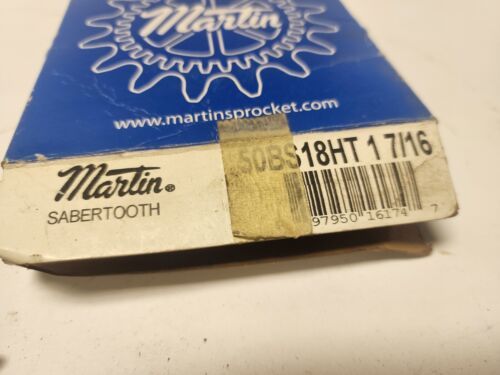 Martin
www.martinsprocket.com
50BS18HT 1 7/16
Martin®
SABERTOOTH
97950 16174 7